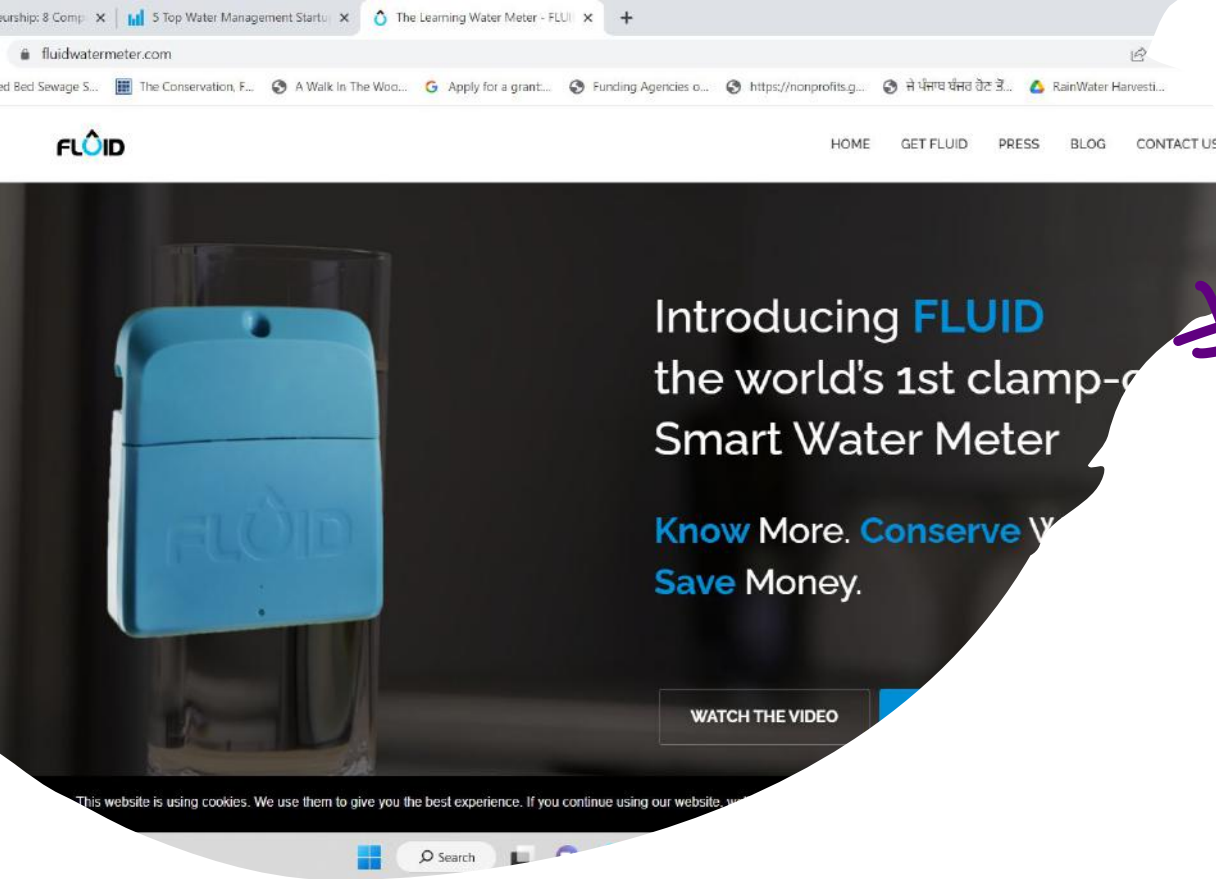 eurship: 8 Comp
5 Top Water Management Startu
The Learning Water Meter - FLUI
fluidwatermeter.com
ed Bed Sewage S...
The Conservation, F...
A Walk In The Woo...
Apply for a grant:...
Funding Agencies o...
https://nonprofits.g...
ਜੇ ਪੰਜਾਬ ਬੰਜਰ ਹੋਣ ਤੋਂ...
RainWater Harvesti...
FLUID
HOME GET FLUID PRESS BLOG CONTACT US
Introducing FLUID
the world's 1st clamp-
Smart Water Meter
FLUID
Know More. Conserve
Save Money.
WATCH THE VIDEO
This website is using cookies. We use them to give you the best experience. If you continue using our website,
Search